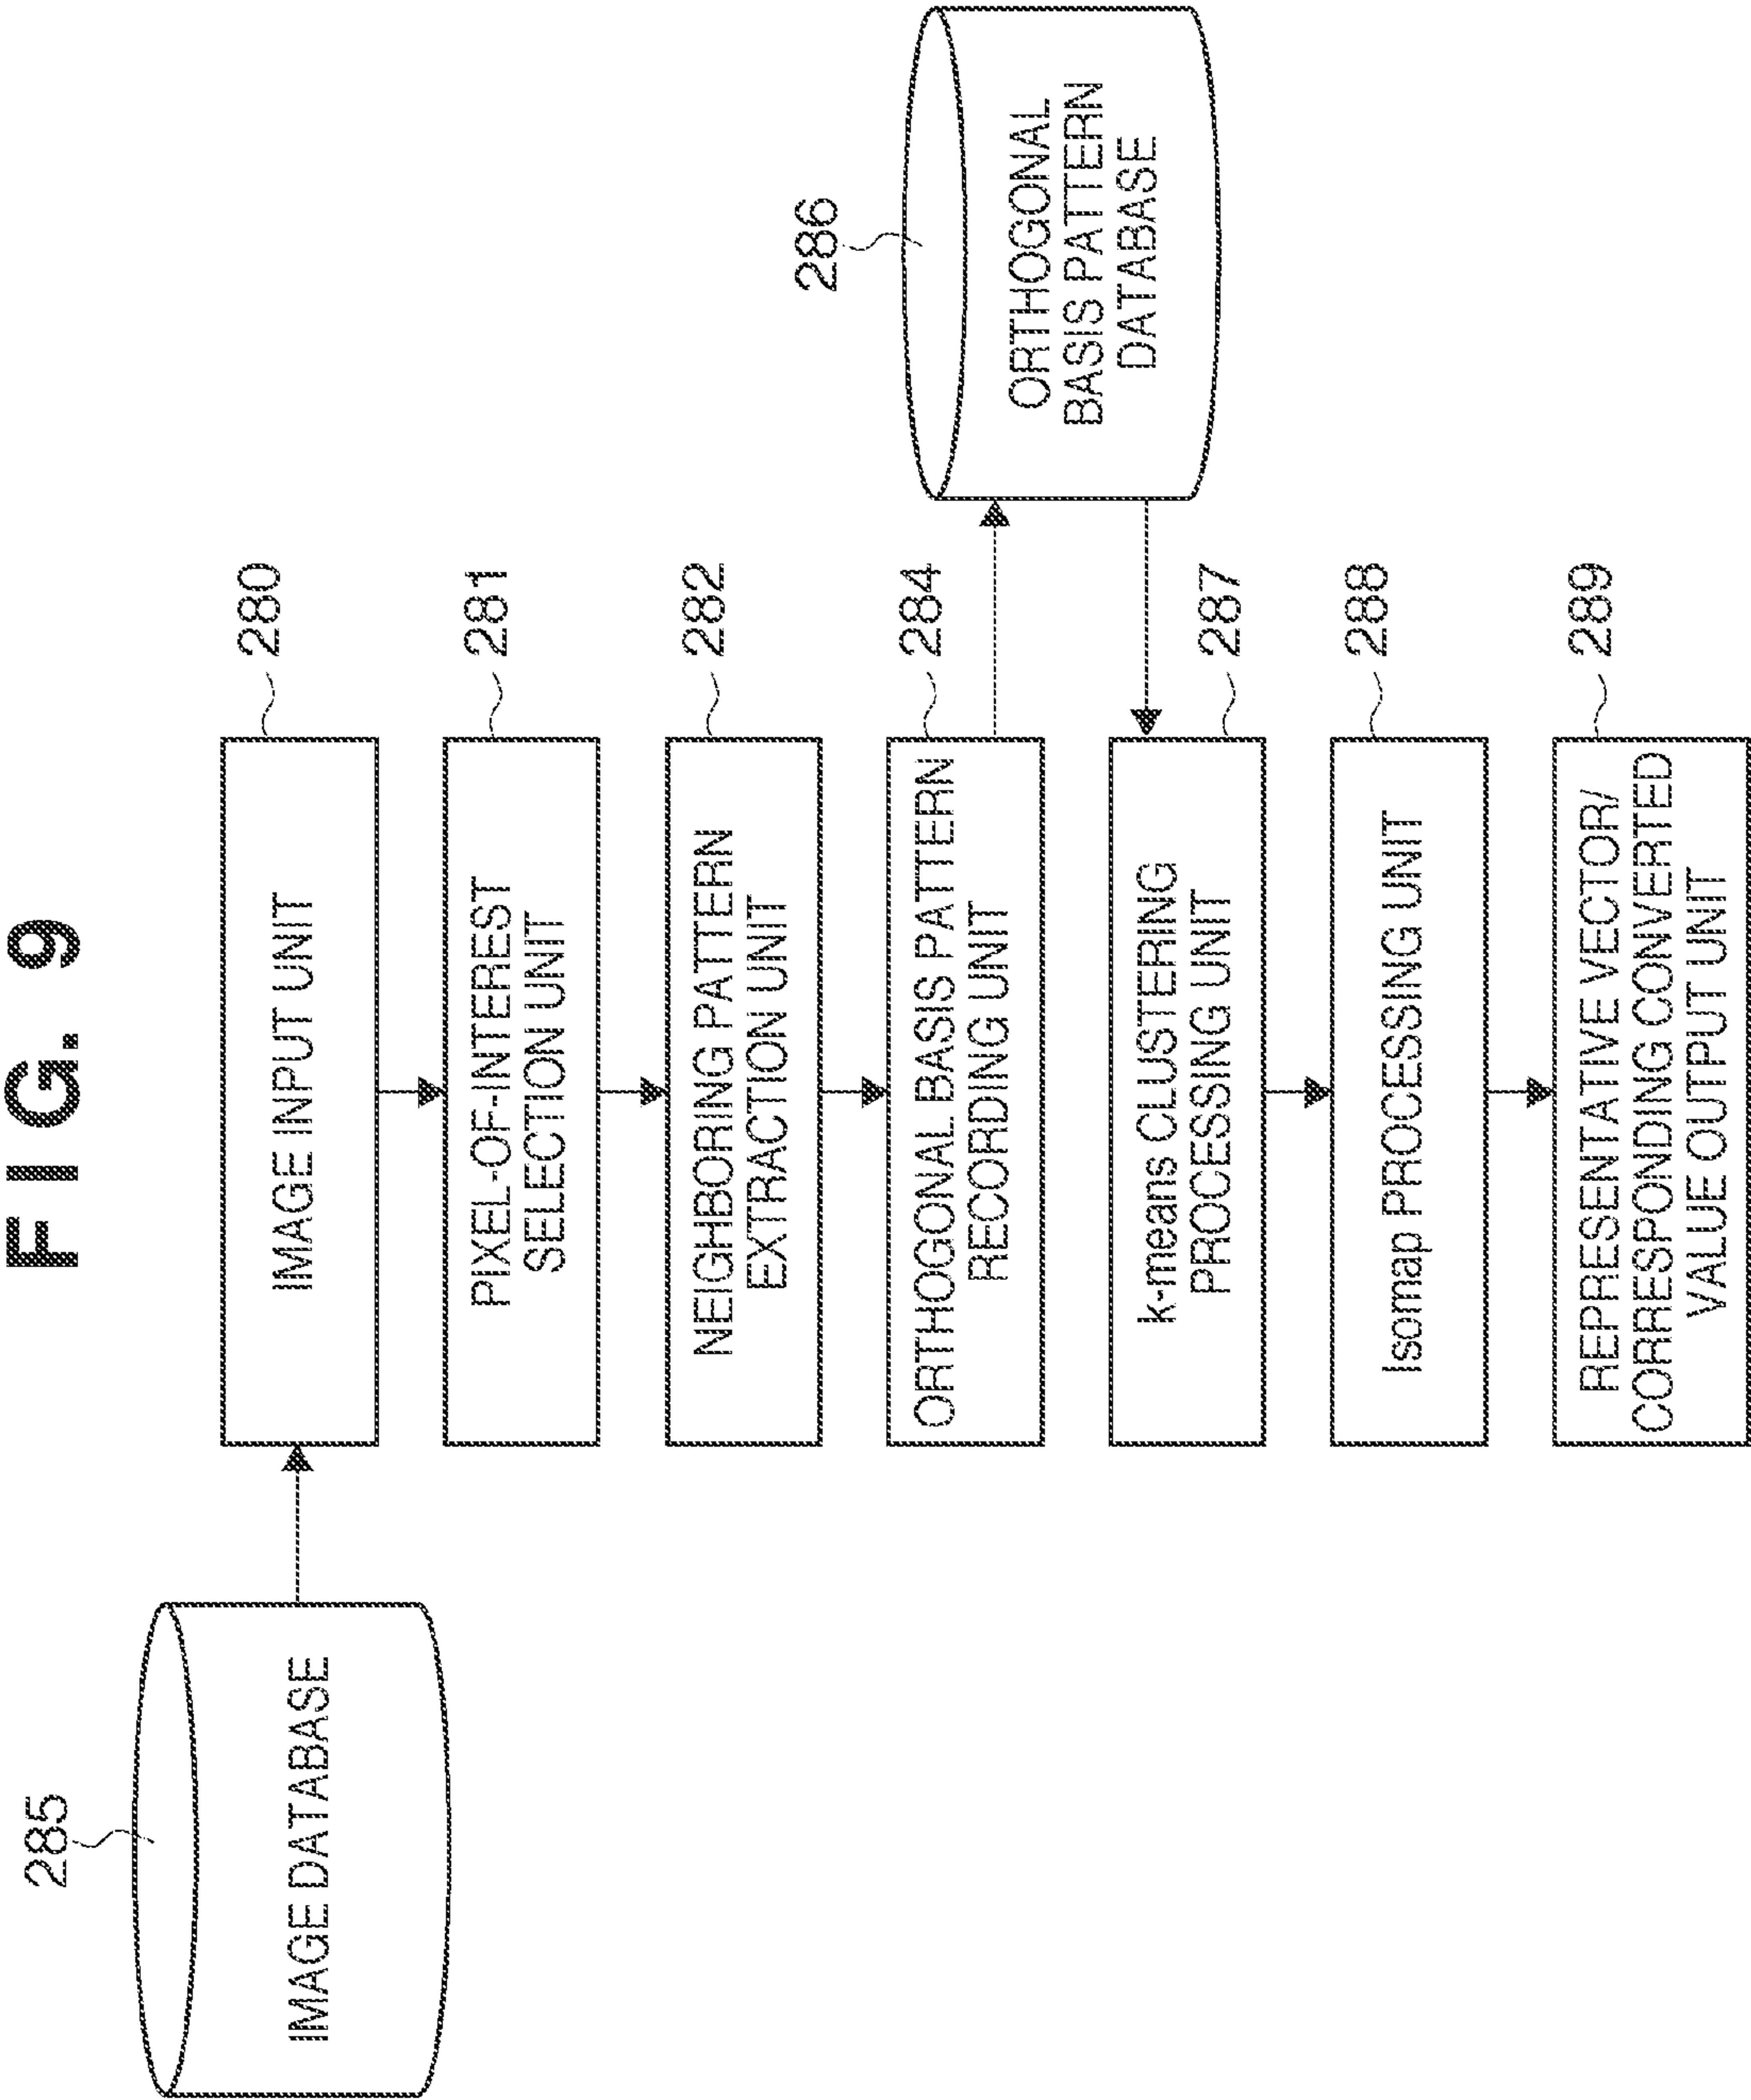 FIG. 9
285
IMAGE DATABASE
280
IMAGE INPUT UNIT
281
PIXEL-OF-INTEREST
SELECTION UNIT
282
NEIGHBORING PATTERN
EXTRACTION UNIT
284
ORTHOGONAL BASIS PATTERN
RECORDING UNIT
286
ORTHOGONAL
BASIS PATTERN
DATABASE
287
k-means CLUSTERING
PROCESSING UNIT
288
Isomap PROCESSING UNIT
289
REPRESENTATIVE VECTOR/
CORRESPONDING CONVERTED
VALUE OUTPUT UNIT